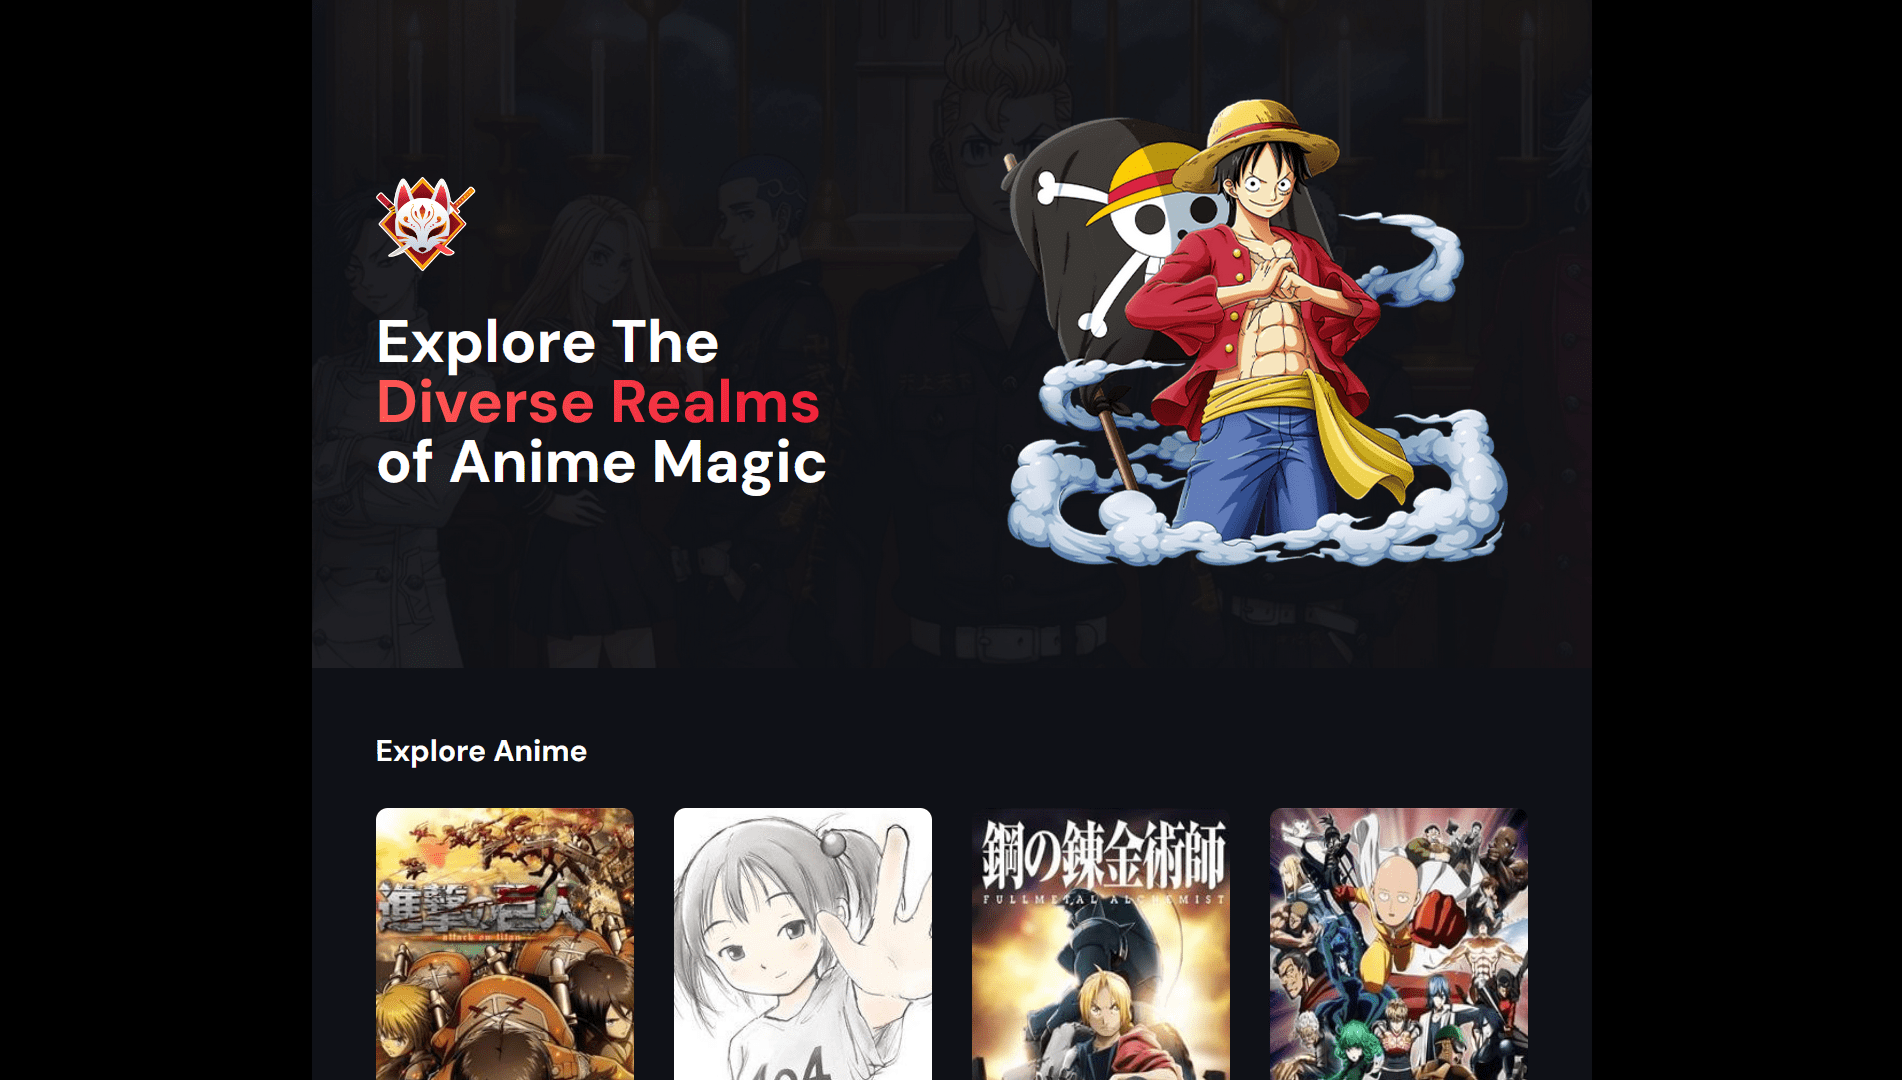 Explore The
Diverse Realms
of Anime Magic
Explore Anime
進撃の巨人
attack on titan
404
鋼の錬金術師
FULLMETAL ALCHEMIST